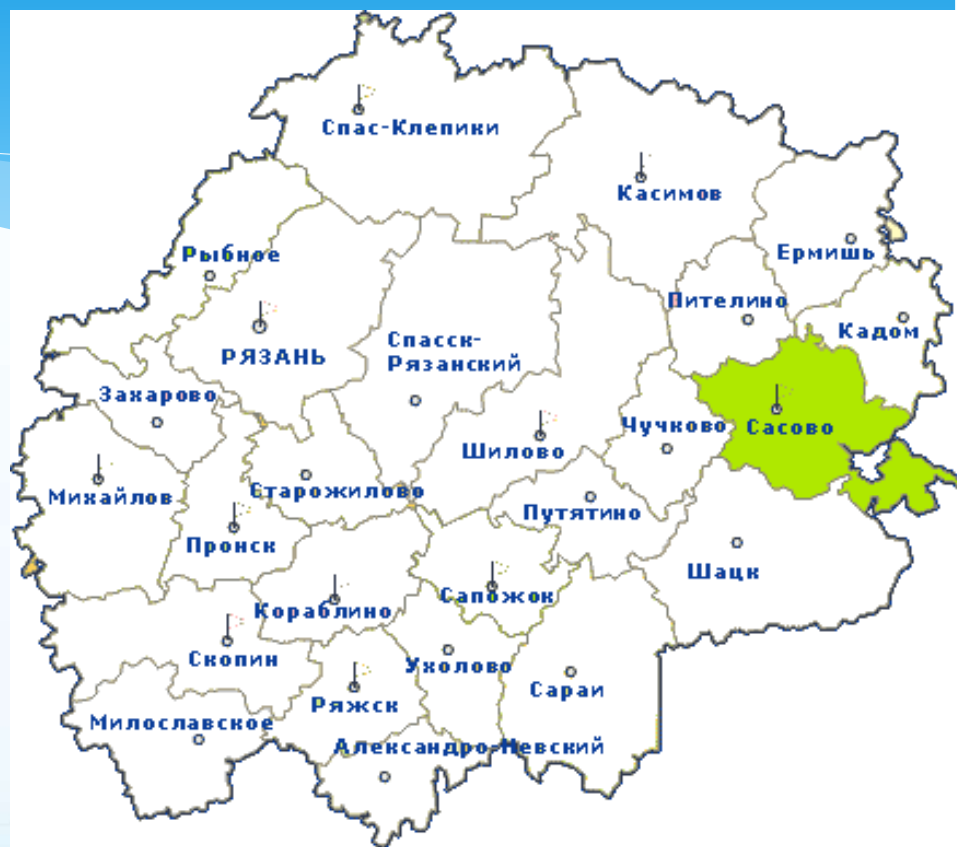 Спас-Клепики
Касимов
Рыбное
Ермишь
Пителино
Кадом
РЯЗАНЬ
Спасск-
Рязанский
Захарово
Чучково
Сасово
Шилово
Михайлов
Старожилово
Путятино
Пронск
Шацк
Кораблино
Сапожок
Скопин
Ухолово
Сараи
Ряжск
Милославское
Александро-Невский